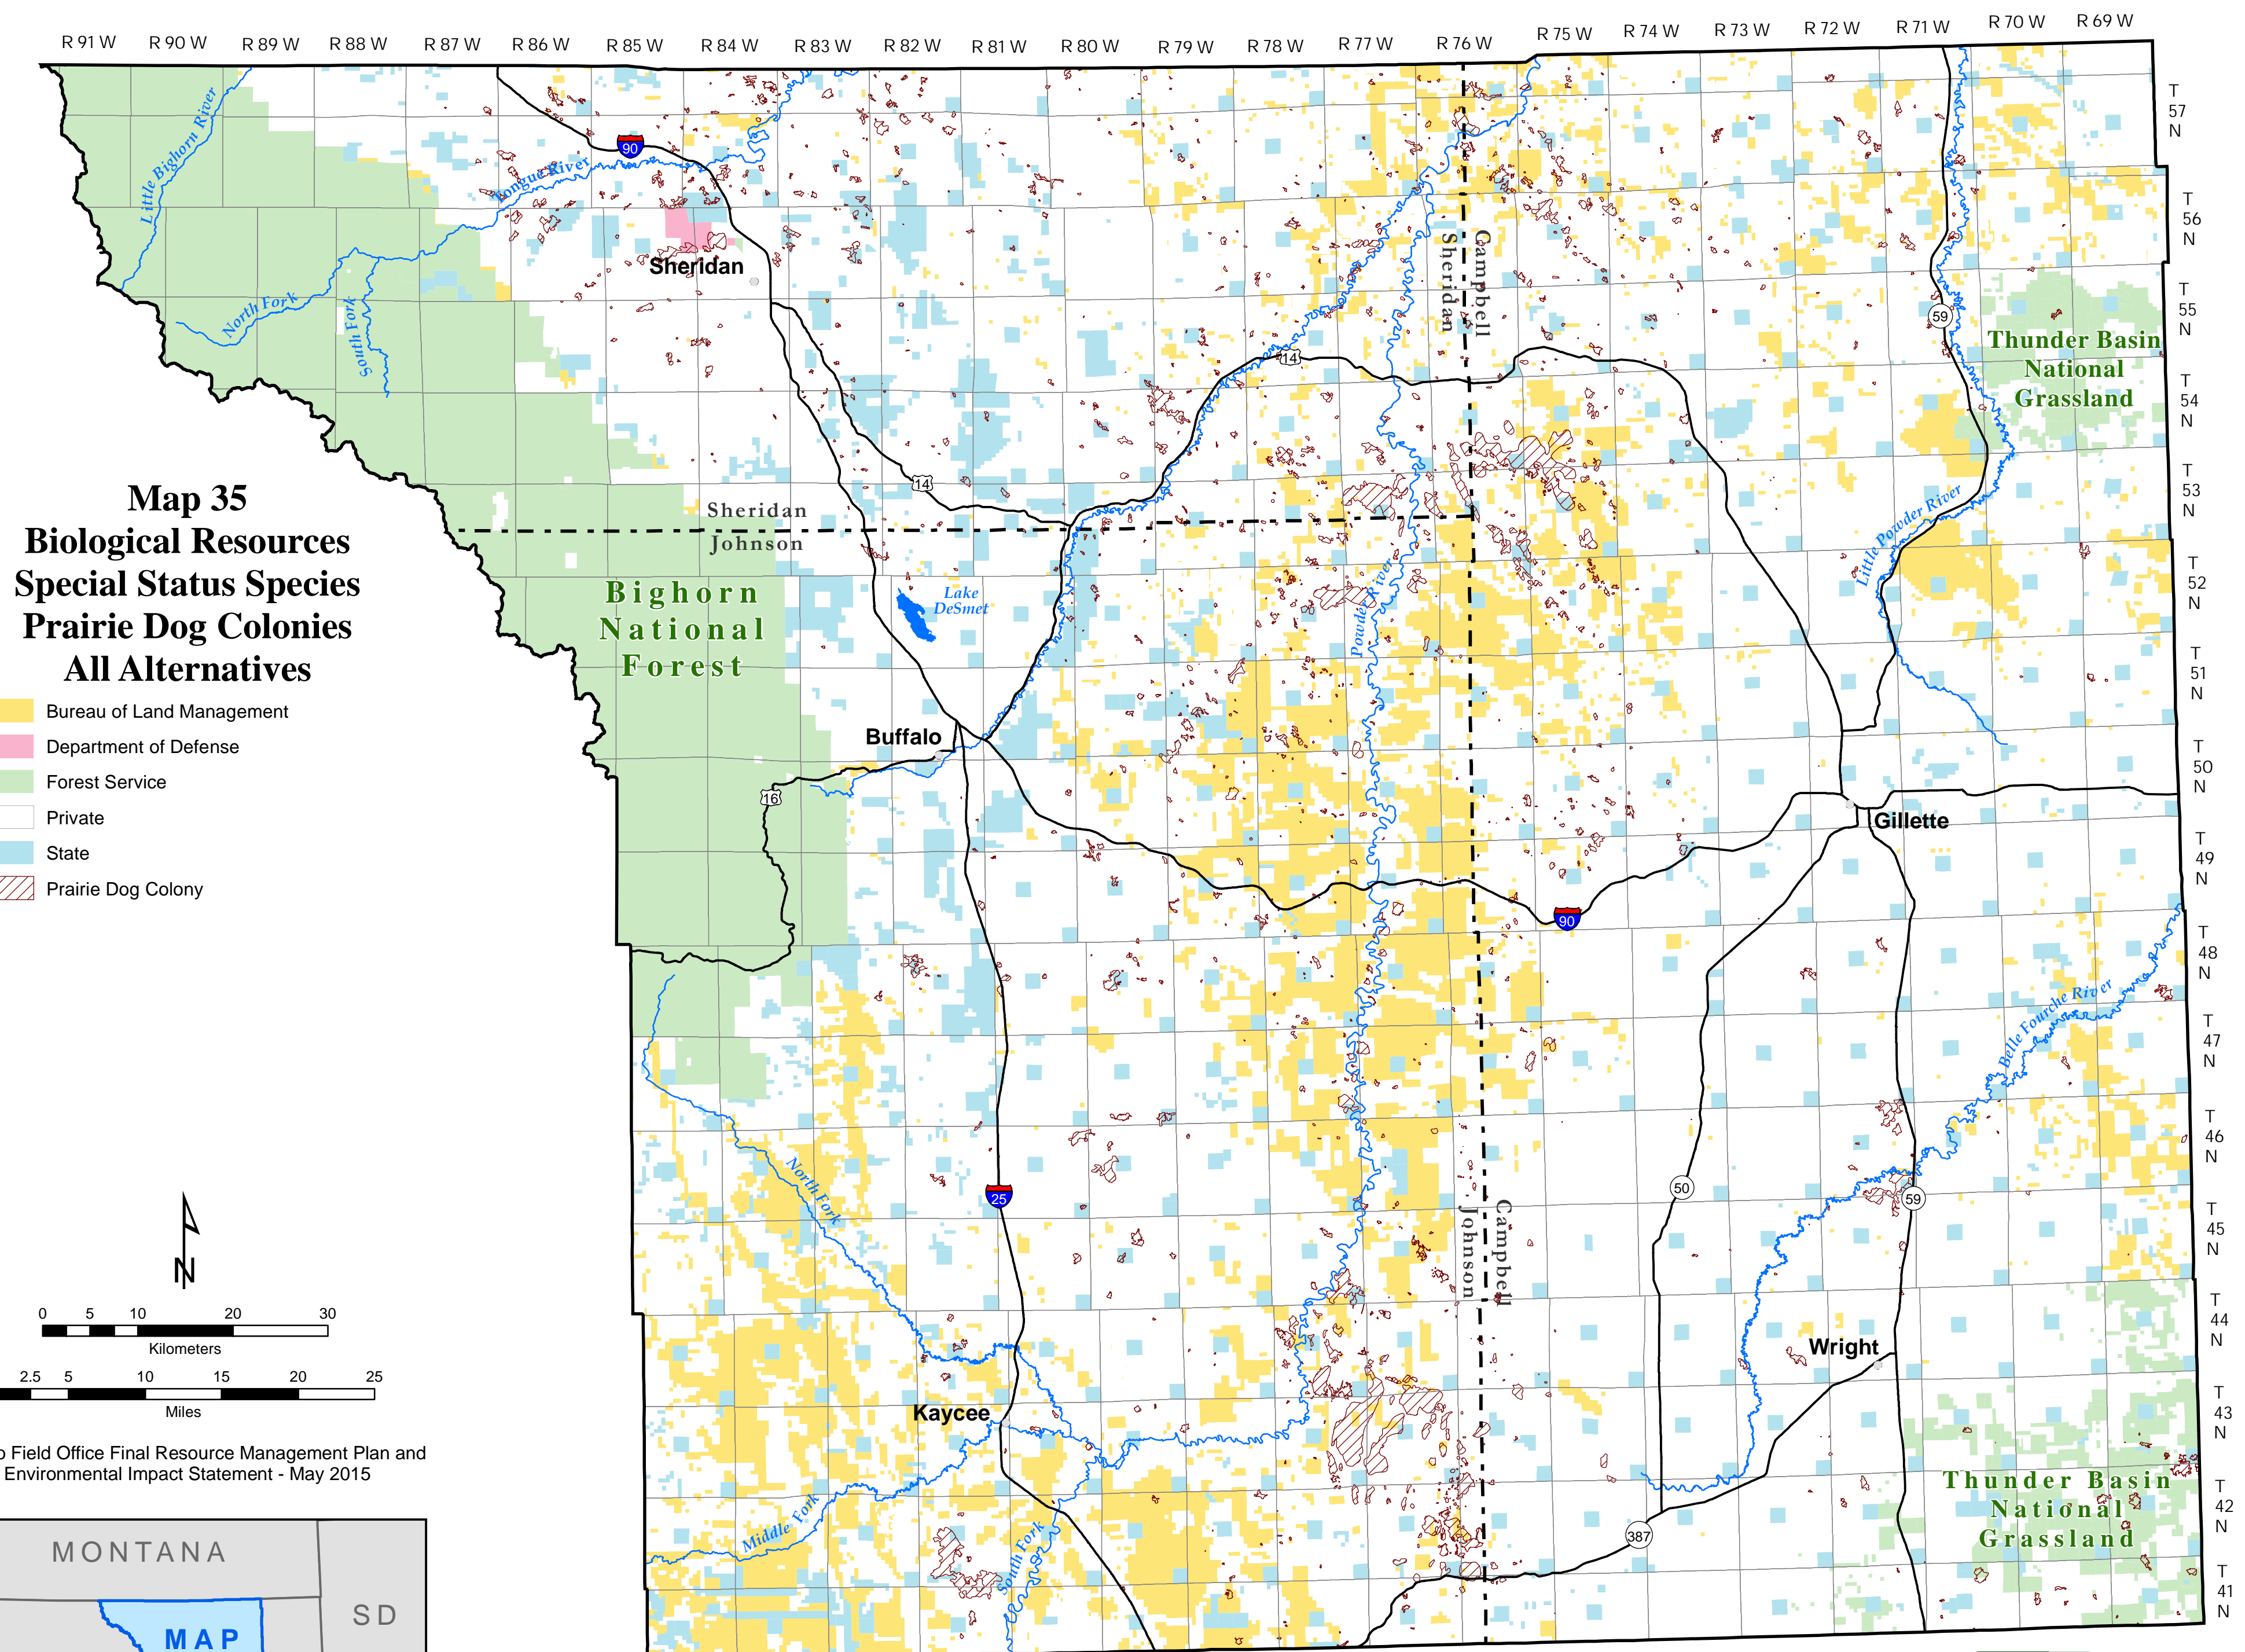 R 91 W R 90 W R 89 W R 88 W R 87 W R 86 W R 85 W R 84 W R 83 W R 82 W R 81 W R 80 W R 79 W R 78 W R 77 W R 76 W R 75 W R 74 W R 73 W R 72 W R 71 W R 70 W R 69 W
T
57
N
T
56
N
T
55
N
T
54
N
T
53
N
T
52
N
T
51
N
T
50
N
T
49
N
T
48
N
T
47
N
T
46
N
T
45
N
T
44
N
T
43
N
T
42
N
T
41
N
Little Bighorn River
90
Tongue River
Sheridan
North Fork
South Fork
Sheridan
Campbell
14
59
Thunder Basin
National
Grassland
14
Sheridan
Johnson
Little Powder River
Powder River
Bighorn
National
Forest
Lake
DeSmet
Buffalo
16
Gillette
90
Belle Fourche River
North Fork
25
50
59
Johnson
Campbell
Wright
Kaycee
Middle Fork
South Fork
387
Thunder Basin
National
Grassland
Map 35
Biological Resources
Special Status Species
Prairie Dog Colonies
All Alternatives
Bureau of Land Management
Department of Defense
Forest Service
Private
State
Prairie Dog Colony
N
0 5 10 20 30
Kilometers
2.5 5 10 15 20 25
Miles
Field Office Final Resource Management Plan and
Environmental Impact Statement - May 2015
MONTANA
SD
MAP